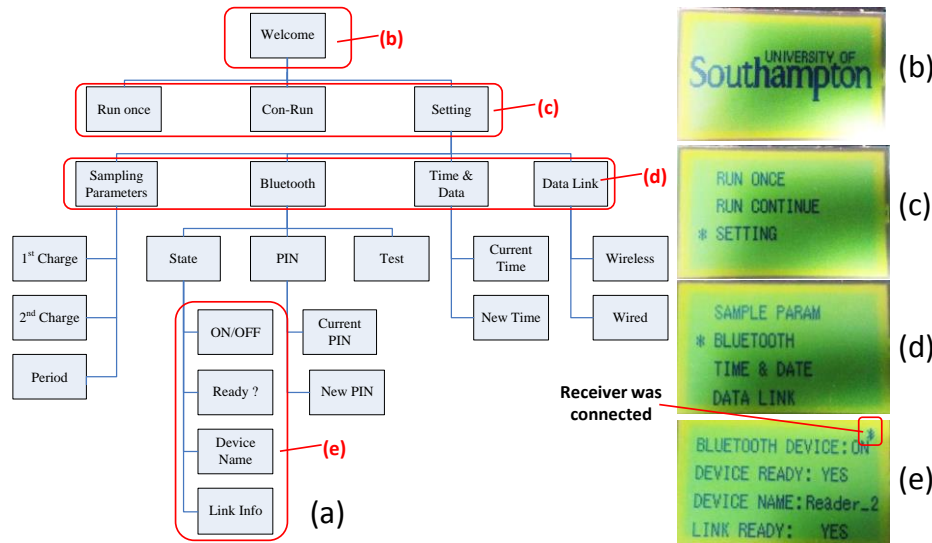 Welcome
(b)
Run once
Con-Run
Setting
(c)
Sampling
Parameters
Bluetooth
Time &
Data
Data Link
(d)
1st Charge
State
PIN
Test
Current
Time
Wireless
2nd Charge
ON/OFF
Current
PIN
New Time
Wired
Period
Ready ?
New PIN
Device
Name
(e)
Link Info
(a)
UNIVERSITY OF
Southampton
(b)
RUN ONCE
RUN CONTINUE
* SETTING
(c)
SAMPLE PARAM
* BLUETOOTH
TIME & DATE
DATA LINK
(d)
Receiver was
connected
*
BLUETOOTH DEVICE:ON
DEVICE READY: YES
DEVICE NAME:Reader_2
LINK READY: YES
(e)